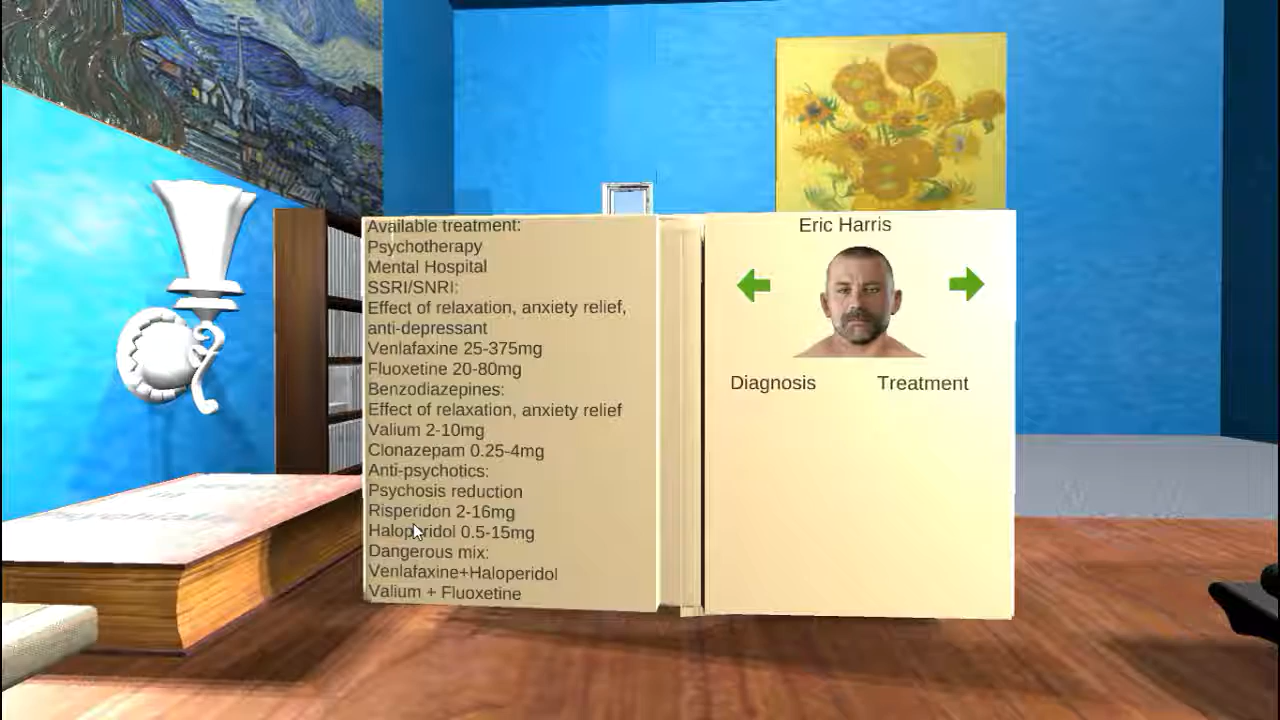 Available treatment:
Psychotherapy
Mental Hospital
SSRI/SNRI:
Effect of relaxation, anxiety relief,
anti-depressant
Venlafaxine 25-375mg
Fluoxetine 20-80mg
Benzodiazepines:
Effect of relaxation, anxiety relief
Valium 2-10mg
Clonazepam 0.25-4mg
Anti-psychotics:
Psychosis reduction
Risperidon 2-16mg
Haloperidol 0.5-15mg
Dangerous mix:
Venlafaxine+Haloperidol
Valium + Fluoxetine
Eric Harris
Diagnosis Treatment